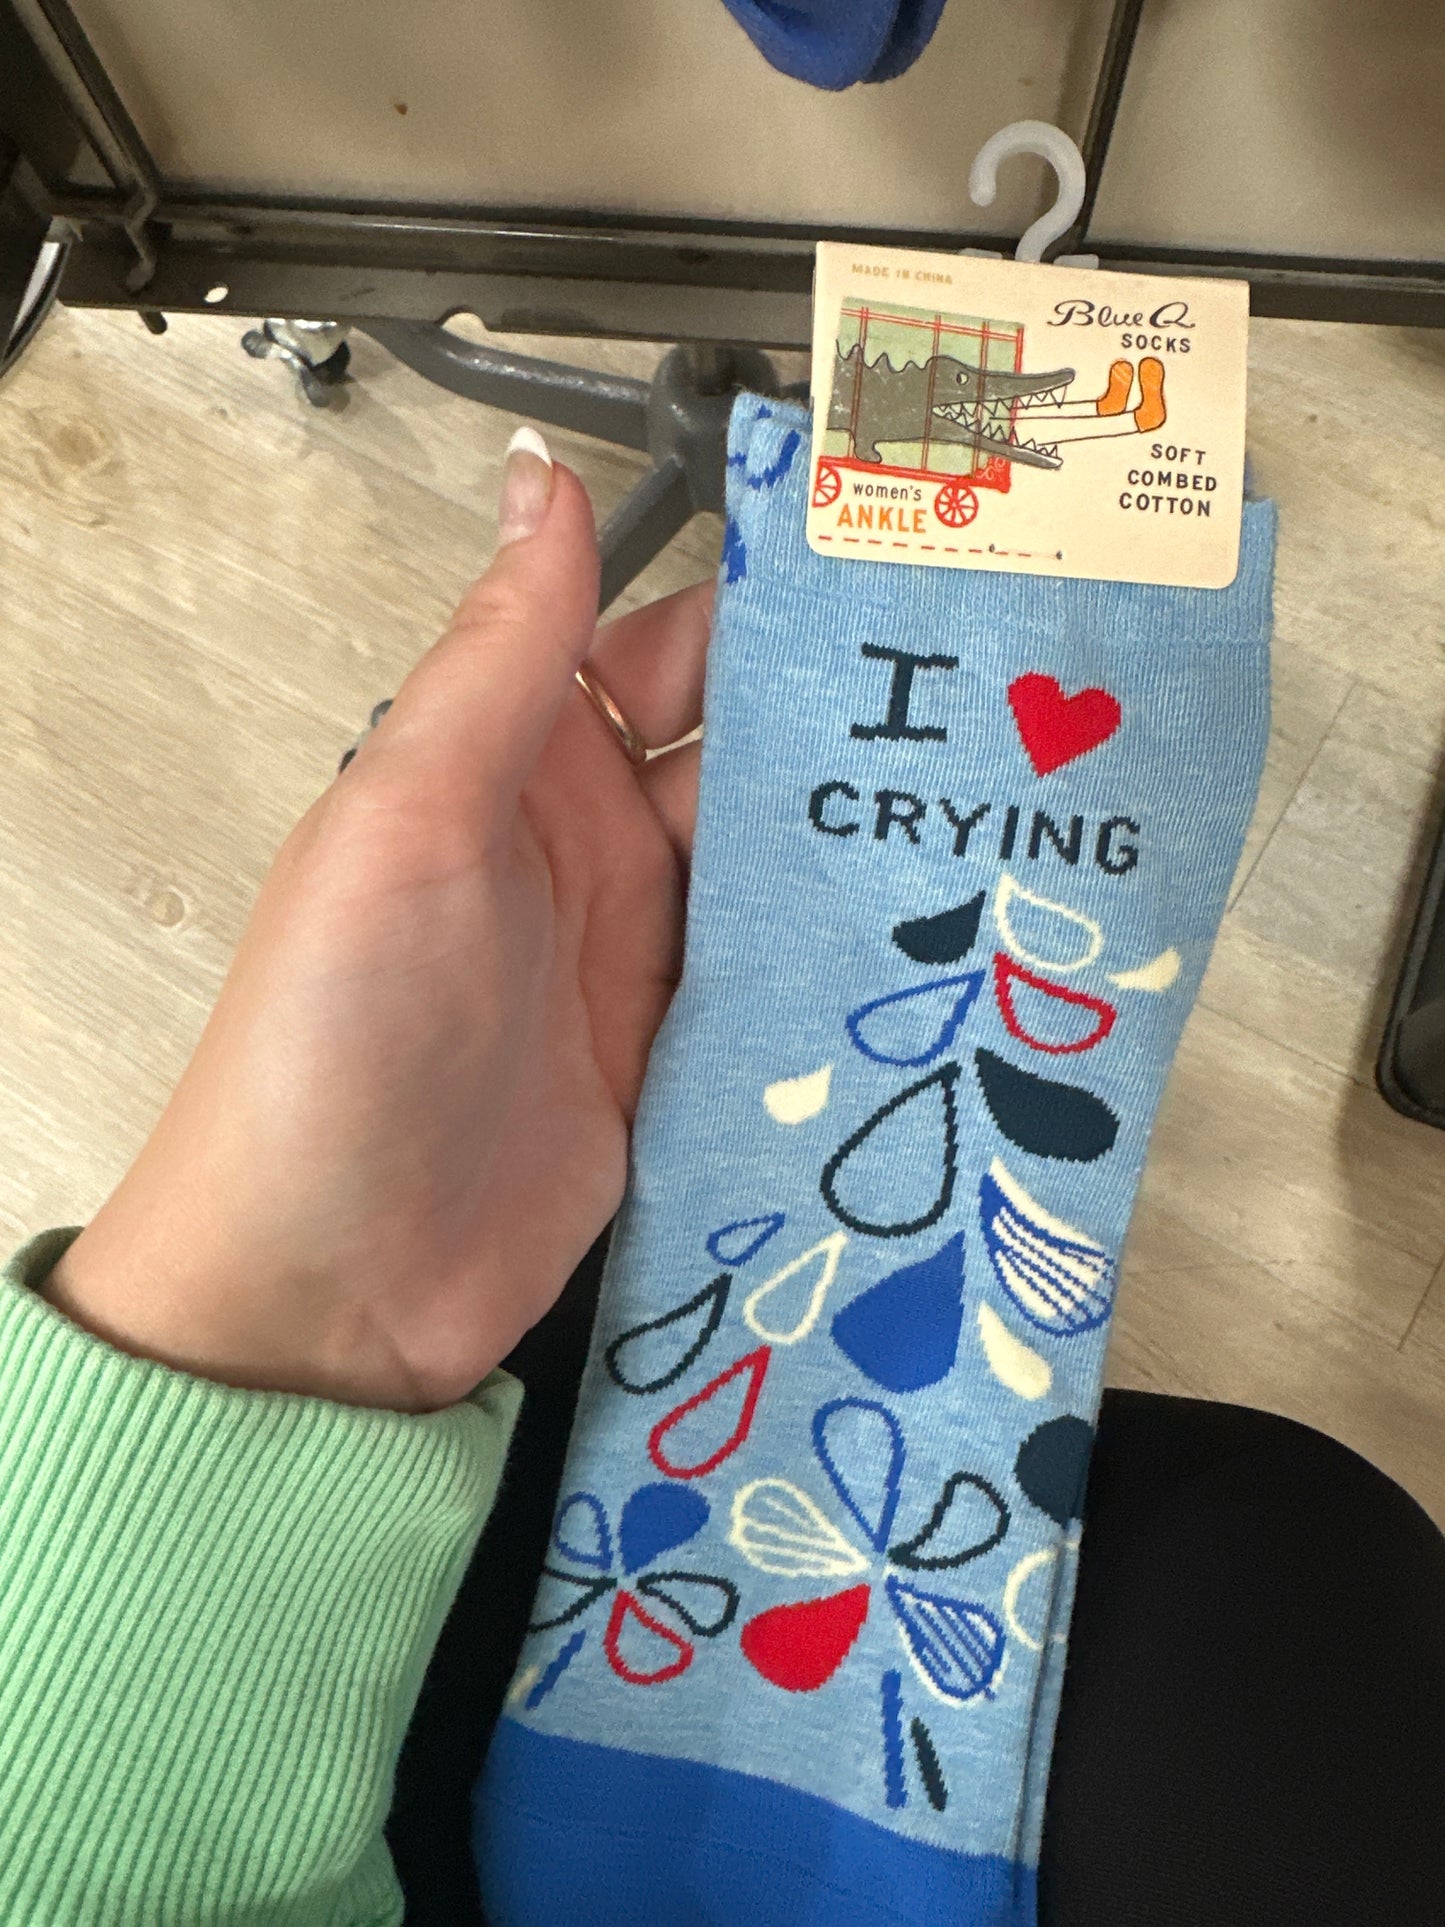 MADE IN CHINA
Blue Q
SOCKS
SOFT
COMBED
COTTON
women's
ANKLE
I ❤
CRYING